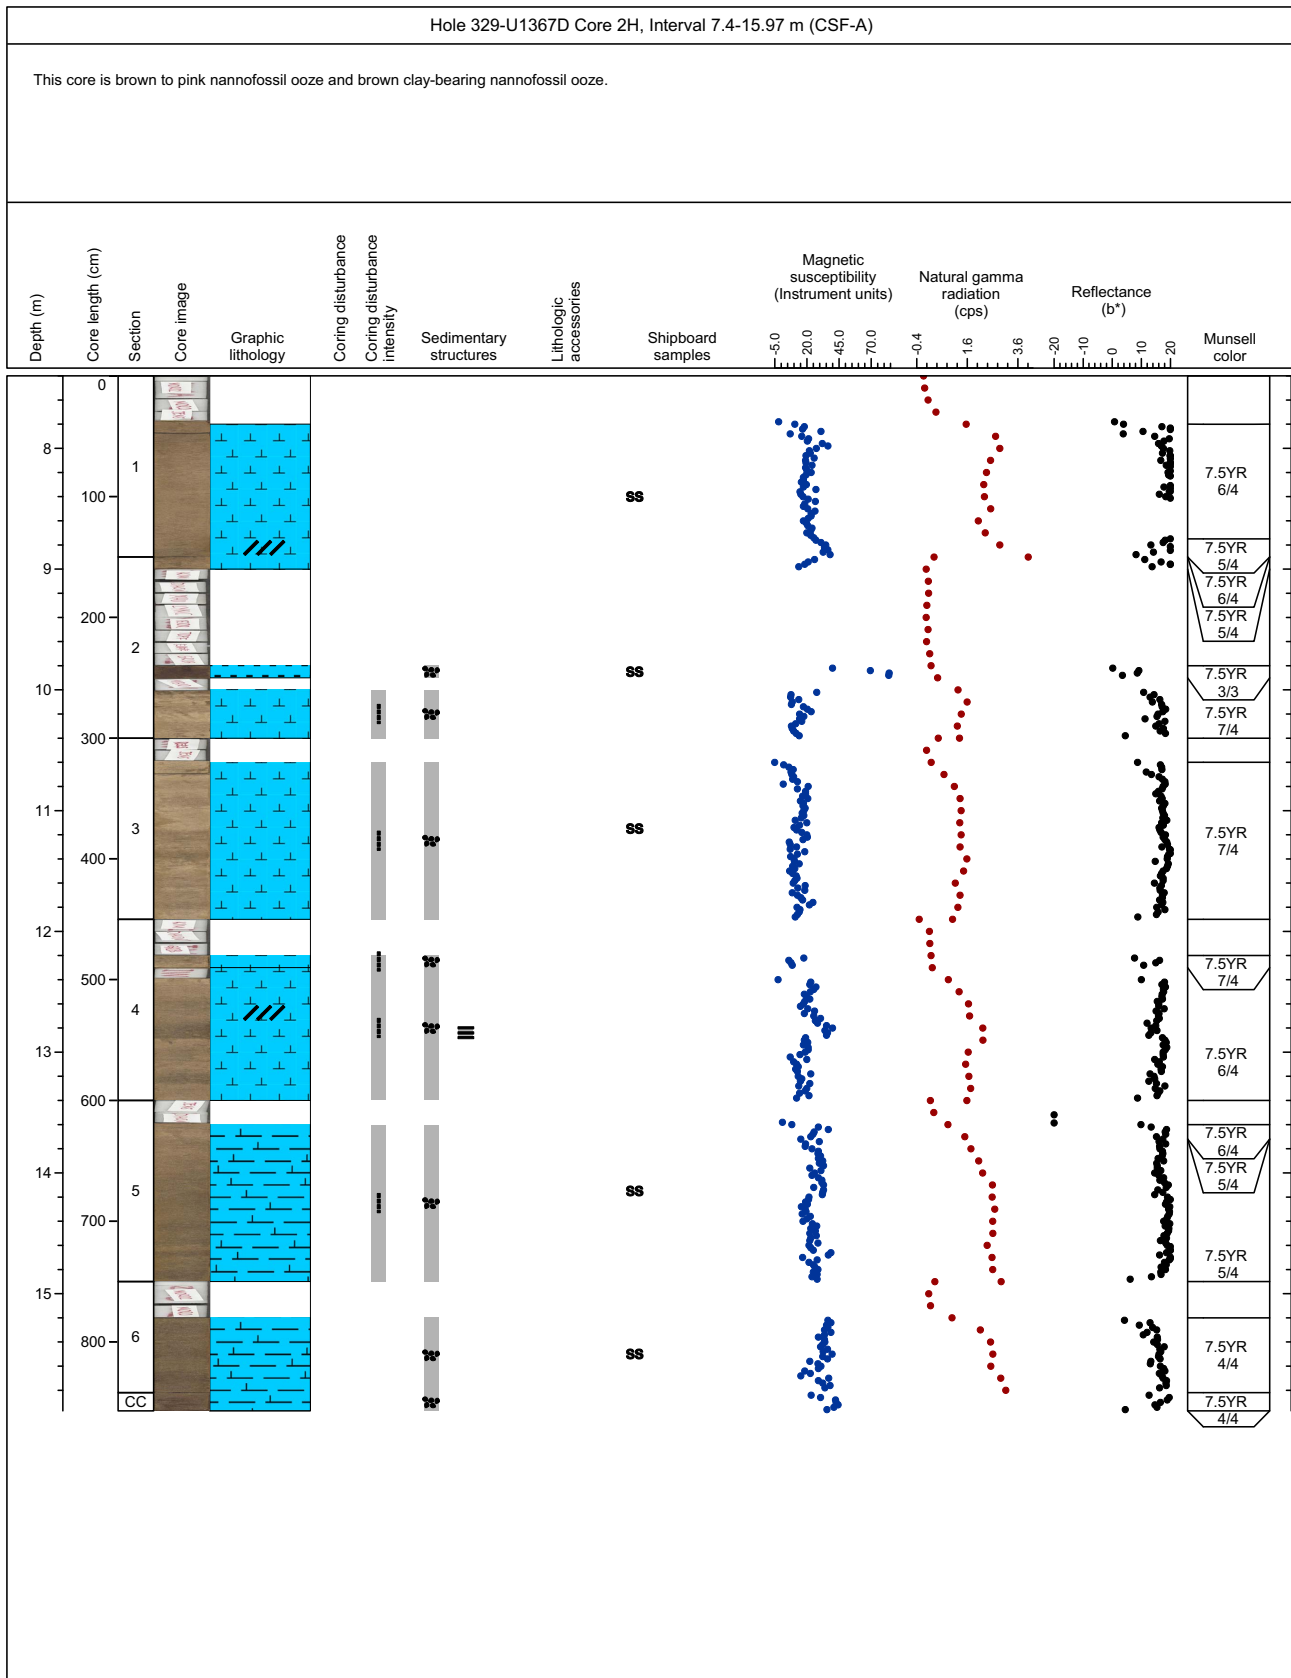 Hole 329-U1367D Core 2H, Interval 7.4-15.97 m (CSF-A)
This core is brown to pink nannofossil ooze and brown clay-bearing nannofossil ooze.
Depth (m)
Core length (cm)
Section
Core image
Graphic
lithology
Coring disturbance
Coring disturbance
intensity
Sedimentary
structures
Lithologic
accessories
Shipboard
samples
Magnetic
susceptibility
(Instrument units)
-5.0 20.0 45.0 70.0
Natural gamma
radiation
(cps)
-0.4 1.6 3.6
Reflectance
(b*)
-20 -10 0 10 20
Munsell
color
0
8
1
7.5YR
6/4
100
SS
7.5YR
5/4
9
7.5YR
6/4
200
7.5YR
5/4
2
SS
7.5YR
3/3
10
7.5YR
7/4
300
11
3
SS
7.5YR
7/4
400
12
7.5YR
7/4
500
4
13
7.5YR
6/4
600
7.5YR
6/4
14
7.5YR
5/4
5
SS
700
7.5YR
5/4
15
6
800
SS
7.5YR
4/4
CC
7.5YR
4/4